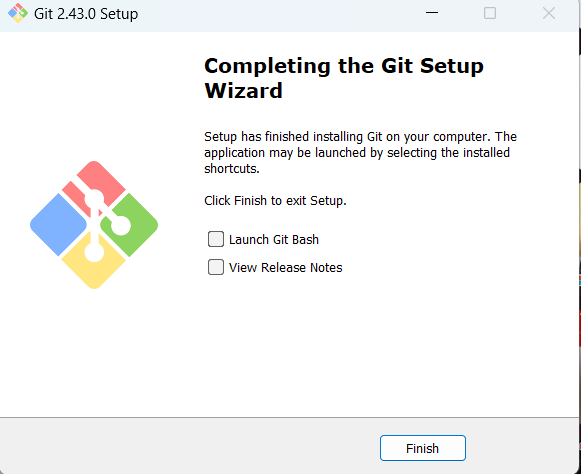 Git 2.43.0 Setup
Completing the Git Setup
Wizard
Setup has finished installing Git on your computer. The
application may be launched by selecting the installed
shortcuts.
Click Finish to exit Setup.
Launch Git Bash
View Release Notes
Finish